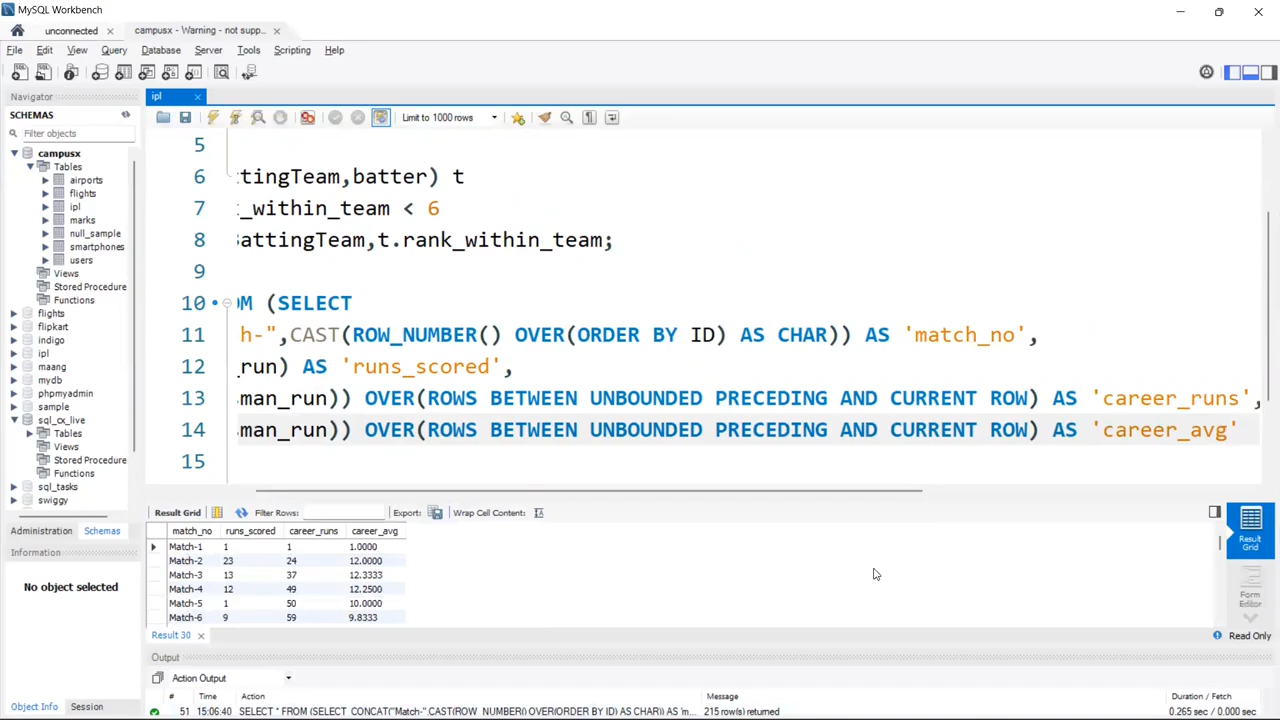 MySQL Workbench
unconnected
campusx - Warning - not supp...
File Edit View Query Database Server Tools Scripting Help
Navigator
SCHEMAS
Filter objects
campusx
Tables
airports
flights
ipl
marks
null_sample
smartphones
users
Views
Stored Procedure
Functions
flights
flipkart
indigo
ipl
maang
mydb
phpmyadmin
sample
sql_cx_live
Tables
Views
Stored Procedure
Functions
sql_tasks
swiggy
Administration Schemas
Information
No object selected
Object Info Session
ipl
Limit to 1000 rows
5
6 ttingTeam,batter) t
7 _within_team < 6
8 BattingTeam,t.rank_within_team;
9
10 OM (SELECT
11 h-",CAST(ROW_NUMBER() OVER(ORDER BY ID) AS CHAR)) AS 'match_no',
12 _run) AS 'runs_scored',
13 man_run)) OVER(ROWS BETWEEN UNBOUNDED PRECEDING AND CURRENT ROW) AS 'career_runs',
14 man_run)) OVER(ROWS BETWEEN UNBOUNDED PRECEDING AND CURRENT ROW) AS 'career_avg'
15
Result Grid Filter Rows: Export: Wrap Cell Content:
match_no runs_scored career_runs career_avg
Match-1 1 1 1.0000
Match-2 23 24 12.0000
Match-3 13 37 12.3333
Match-4 12 49 12.2500
Match-5 1 50 10.0000
Match-6 9 59 9.8333
Result Grid
Form Editor
Result 30
Read Only
Output
Action Output
# Time Action Message Duration / Fetch
51 15:06:40 SELECT * FROM (SELECT CONCAT("Match-",CAST(ROW_NUMBER() OVER(ORDER BY ID) AS CHAR)) AS 'm... 215 row(s) returned 0.265 sec / 0.000 sec